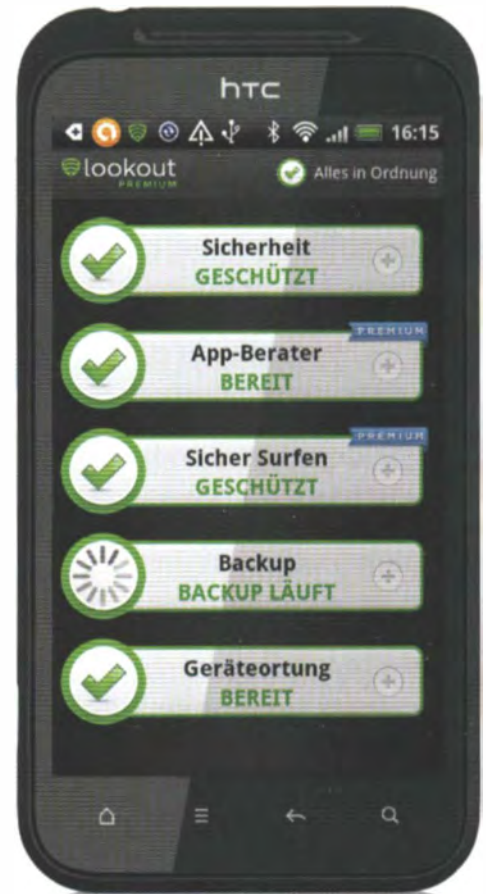 hTC
16:15
lookout
PREMIUM
Alles in Ordnung
Sicherheit
GESCHÜTZT
PREMIUM
App-Berater
BEREIT
PREMIUM
Sicher Surfen
GESCHÜTZT
Backup
BACKUP LÄUFT
Geräteortung
BEREIT